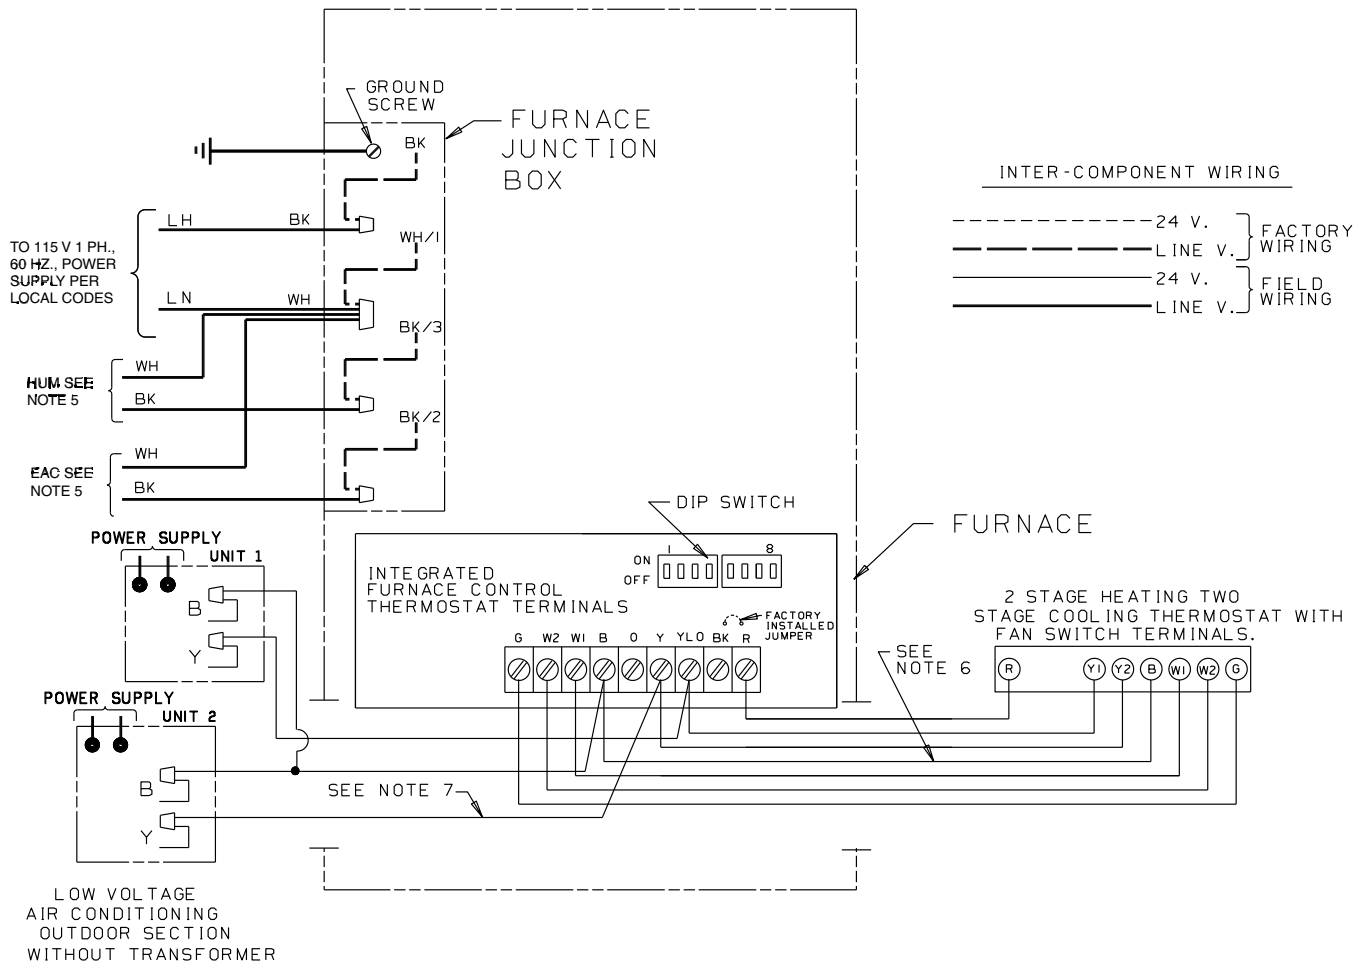 GROUND
SCREW
FURNACE
JUNCTION
BOX
BK
LH
BK
WH/1
TO 115 V 1 PH.,
60 HZ., POWER
SUPPLY PER
LOCAL CODES
LN
WH
BK/3
WH
HUM SEE
NOTE 5
BK
BK/2
WH
EAC SEE
NOTE 5
BK
INTER-COMPONENT WIRING
24 V.
LINE V.
FACTORY
WIRING
24 V.
LINE V.
FIELD
WIRING
DIP SWITCH
FURNACE
POWER SUPPLY
UNIT 1
B
Y
1
8
ON
OFF
INTEGRATED
FURNACE CONTROL
THERMOSTAT TERMINALS
FACTORY
INSTALLED
JUMPER
G W2 W1 B O Y YLO BK R
2 STAGE HEATING TWO
STAGE COOLING THERMOSTAT WITH
FAN SWITCH TERMINALS.
R Y1 Y2 B W1 W2 G
SEE
NOTE 6
POWER SUPPLY
UNIT 2
B
Y
SEE NOTE 7
LOW VOLTAGE
AIR CONDITIONING
OUTDOOR SECTION
WITHOUT TRANSFORMER